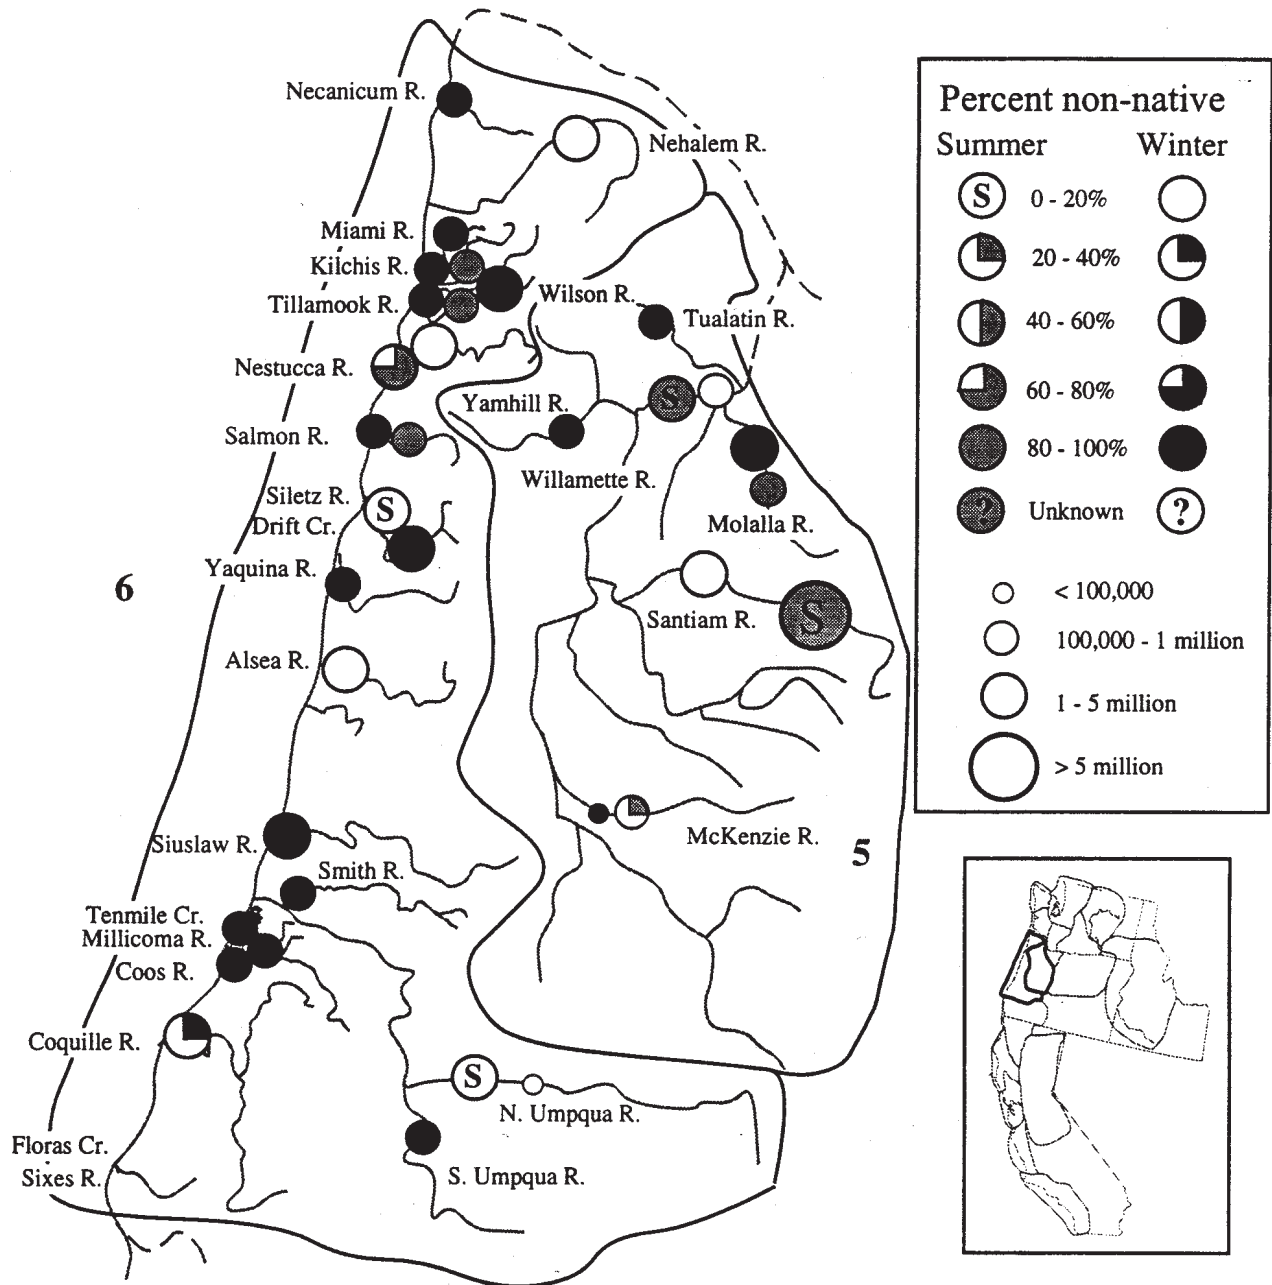 Necanicum R.
Nehalem R.
Miami R.
Kilchis R.
Tillamook R.
Wilson R.
Tualatin R.
Nestucca R.
Yamhill R.
S
Salmon R.
Willamette R.
Siletz R.
S
Drift Cr.
Molalla R.
Yaquina R.
6
Santiam R.
S
Alsea R.
McKenzie R.
5
Siuslaw R.
Smith R.
Tenmile Cr.
Millicoma R.
Coos R.
Coquille R.
S
N. Umpqua R.
Floras Cr.
Sixes R.
S. Umpqua R.
Percent non-native
Summer Winter
S 0 - 20%
20 - 40%
40 - 60%
60 - 80%
80 - 100%
? Unknown ?
< 100,000
100,000 - 1 million
1 - 5 million
> 5 million